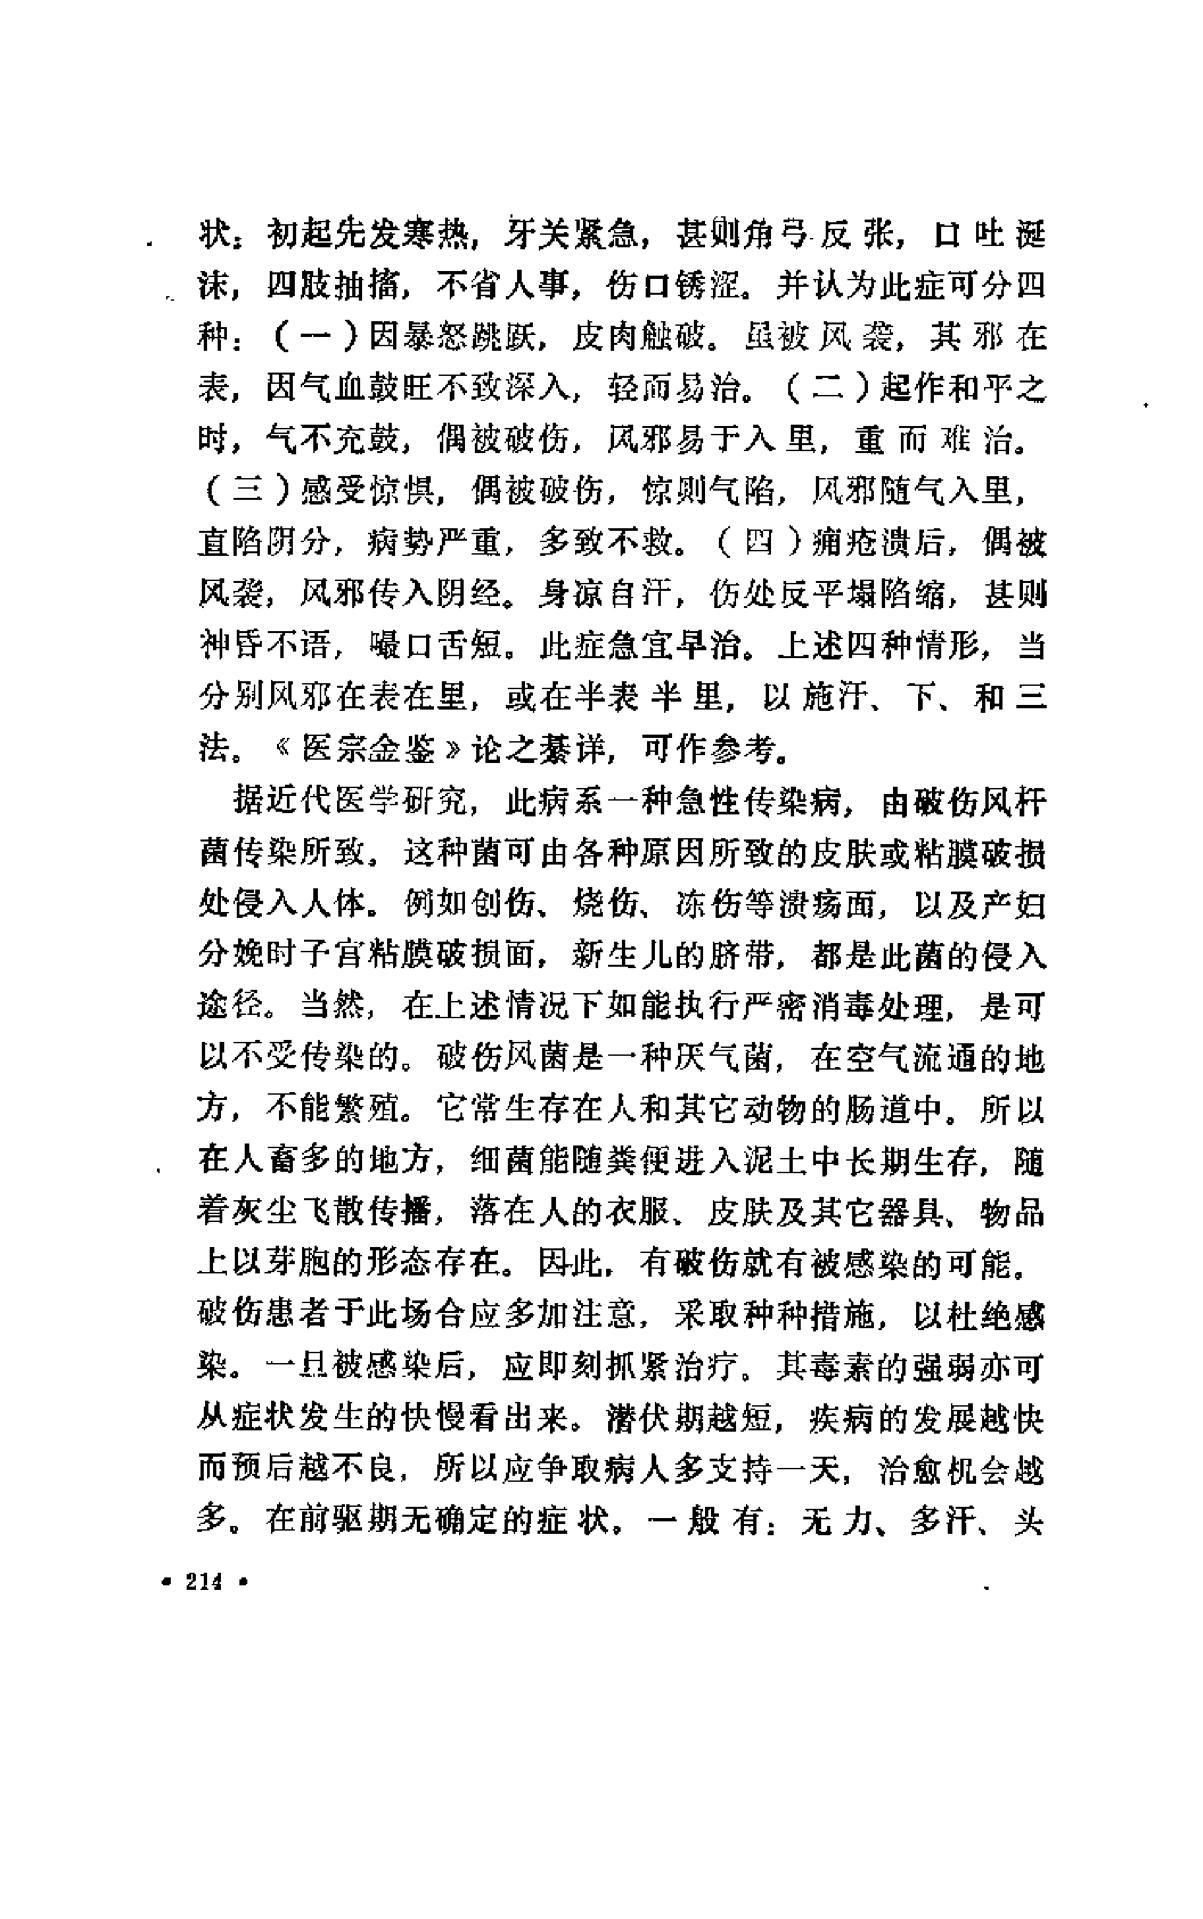 状：初起先发寒热，牙关紧急，甚则角弓反张，口吐涎
沫，四肢抽搐，不省人事，伤口锈涩。并认为此症可分四
种：（一）因暴怒跳跃，皮肉触破。虽被风袭，其邪在
表，因气血鼓旺不致深入，轻而易治。（二）起作和平之
时，气不充鼓，偶被破伤，风邪易于入里，重而难治。
（三）感受惊惧，偶被破伤，惊则气陷，风邪随气入里，
直陷阴分，病势严重，多致不救。（四）痈疮溃后，偶被
风袭，风邪传入阴经。身凉自汗，伤处反平塌陷缩，甚则
神昏不语，嘬口舌短。此症急宜早治。上述四种情形，当
分别风邪在表在里，或在半表半里，以施汗、下、和三
法。《医宗金鉴》论之綦详，可作参考。
据近代医学研究，此病系一种急性传染病，由破伤风杆
菌传染所致。这种菌可由各种原因所致的皮肤或粘膜破损
处侵入人体。例如创伤、烧伤、冻伤等溃疡面，以及产妇
分娩时子宫粘膜破损面，新生儿的脐带，都是此菌的侵入
途径。当然，在上述情况下如能执行严密消毒处理，是可
以不受传染的。破伤风菌是一种厌气菌，在空气流通的地
方，不能繁殖。它常生存在人和其它动物的肠道中。所以
在人畜多的地方，细菌能随粪便进入泥土中长期生存，随
着灰尘飞散传播，落在人的衣服、皮肤及其它器具、物品
上以芽胞的形态存在。因此，有破伤就有被感染的可能。
破伤患者于此场合应多加注意，采取种种措施，以杜绝感
染。一旦被感染后，应即刻抓紧治疗。其毒素的强弱亦可
从症状发生的快慢看出来。潜伏期越短，疾病的发展越快
而预后越不良，所以应争取病人多支持一天，治愈机会越
多。在前驱期无确定的症状。一般有：无力、多汗、头
• 214 •